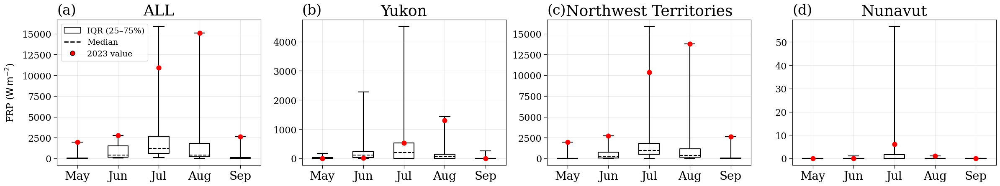 (a) ALL
FRP (W m⁻²)
15000
12500
10000
7500
5000
2500
0
IQR (25–75%)
Median
2023 value
May Jun Jul Aug Sep
(b) Yukon
4000
3000
2000
1000
0
May Jun Jul Aug Sep
(c) Northwest Territories
15000
12500
10000
7500
5000
2500
0
May Jun Jul Aug Sep
(d) Nunavut
50
40
30
20
10
0
May Jun Jul Aug Sep